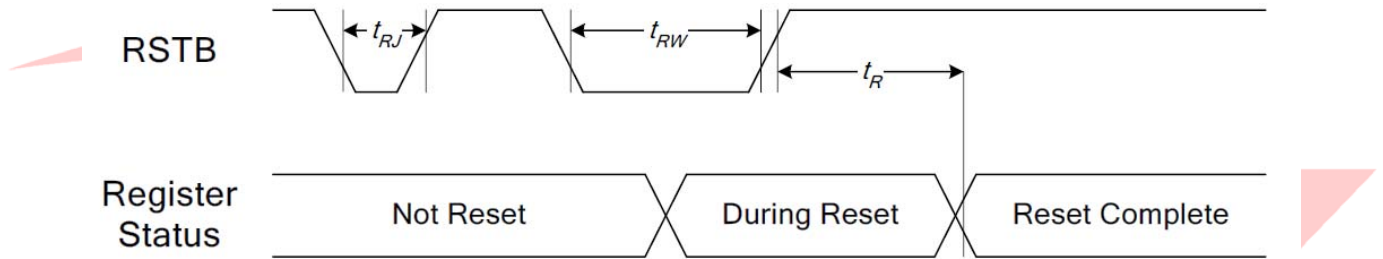 RSTB
tRJ
tRW
tR
Register
Status
Not Reset
During Reset
Reset Complete